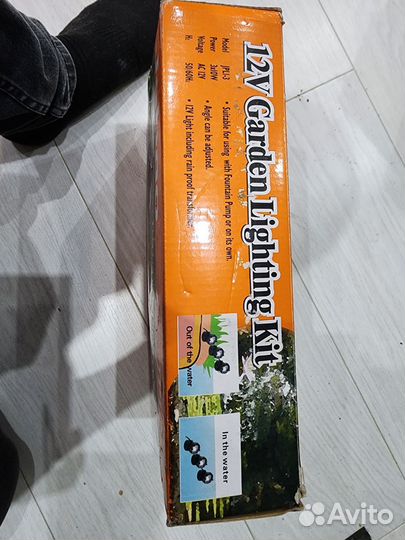 12V Garden Lighting Kit
Model JPL1-3
Power 3x10W
Voltage AC 12V
Hz 50/60Hz
• Suitable for using with Fountain Pump or on its own.
• Angle can be adjusted.
• 12V Light including rain proof transformer
Out of the water
In the water
Avito